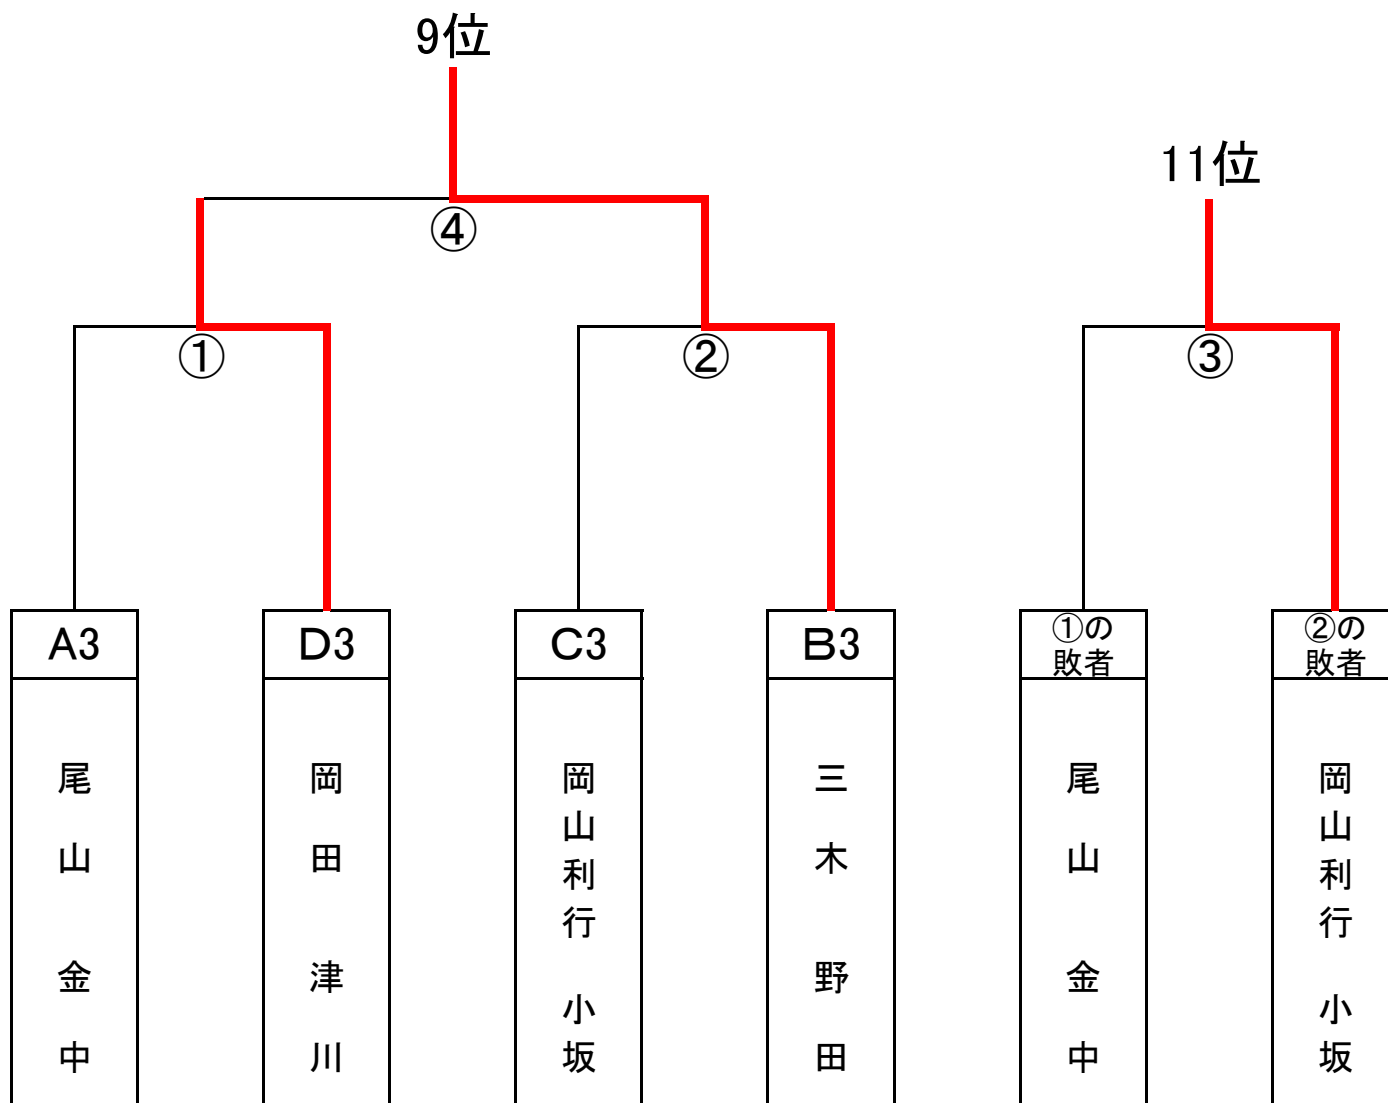 9位
11位
④
①
②
③
A3
D3
C3
B3
①の
敗者
②の
敗者
尾山 金中
岡田 津川
岡山利行 小坂
三木 野田
尾山 金中
岡山利行 小坂